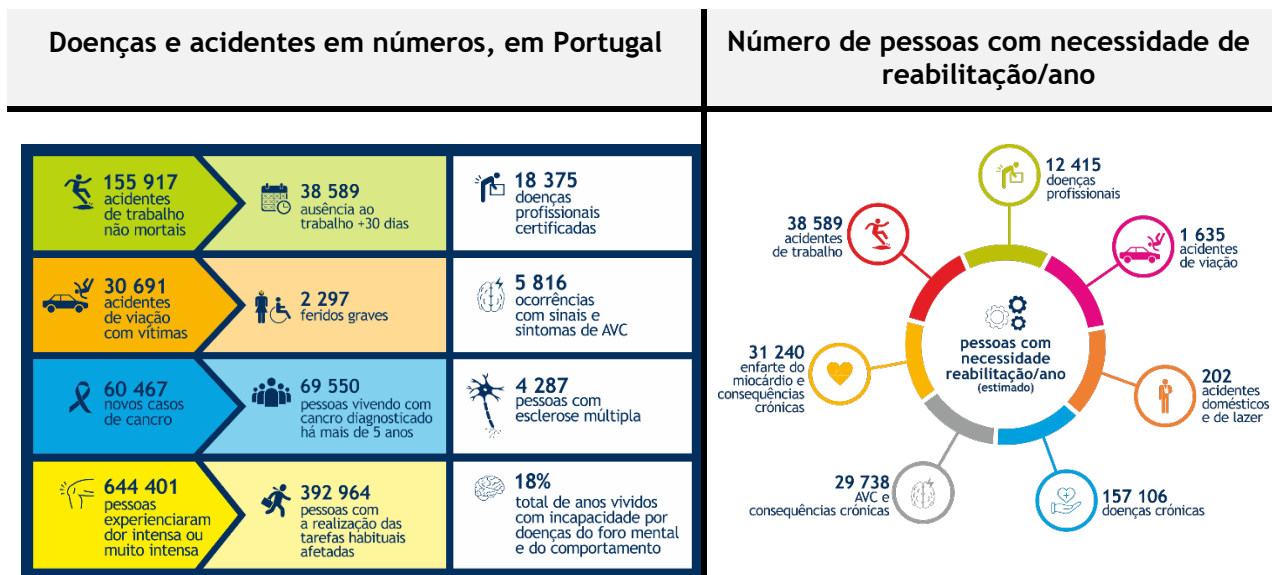 Doenças e acidentes em números, em Portugal
155 917
acidentes
de trabalho
não mortais
38 589
ausência ao
trabalho +30 dias
18 375
doenças
profissionais
certificadas
30 691
acidentes
de viação
com vítimas
2 297
feridos graves
5 816
ocorrências
com sinais e
sintomas de AVC
60 467
novos casos
de cancro
69 550
pessoas vivendo com
cancro diagnosticado
há mais de 5 anos
4 287
pessoas com
esclerose múltipla
644 401
pessoas
experienciaram
dor intensa ou
muito intensa
392 964
pessoas com
a realização das
tarefas habituais
afetadas
18%
total de anos vividos
com incapacidade por
doenças do foro mental
e do comportamento
Número de pessoas com necessidade de
reabilitação/ano
12 415
doenças
profissionais
38 589
acidentes
de trabalho
1 635
acidentes
de viação
pessoas com
necessidade
reabilitação/ano
(estimado)
31 240
enfarte do
miocárdio e
consequências
crónicas
202
acidentes
domésticos
e de lazer
29 738
AVC e
consequências crónicas
157 106
doenças crónicas